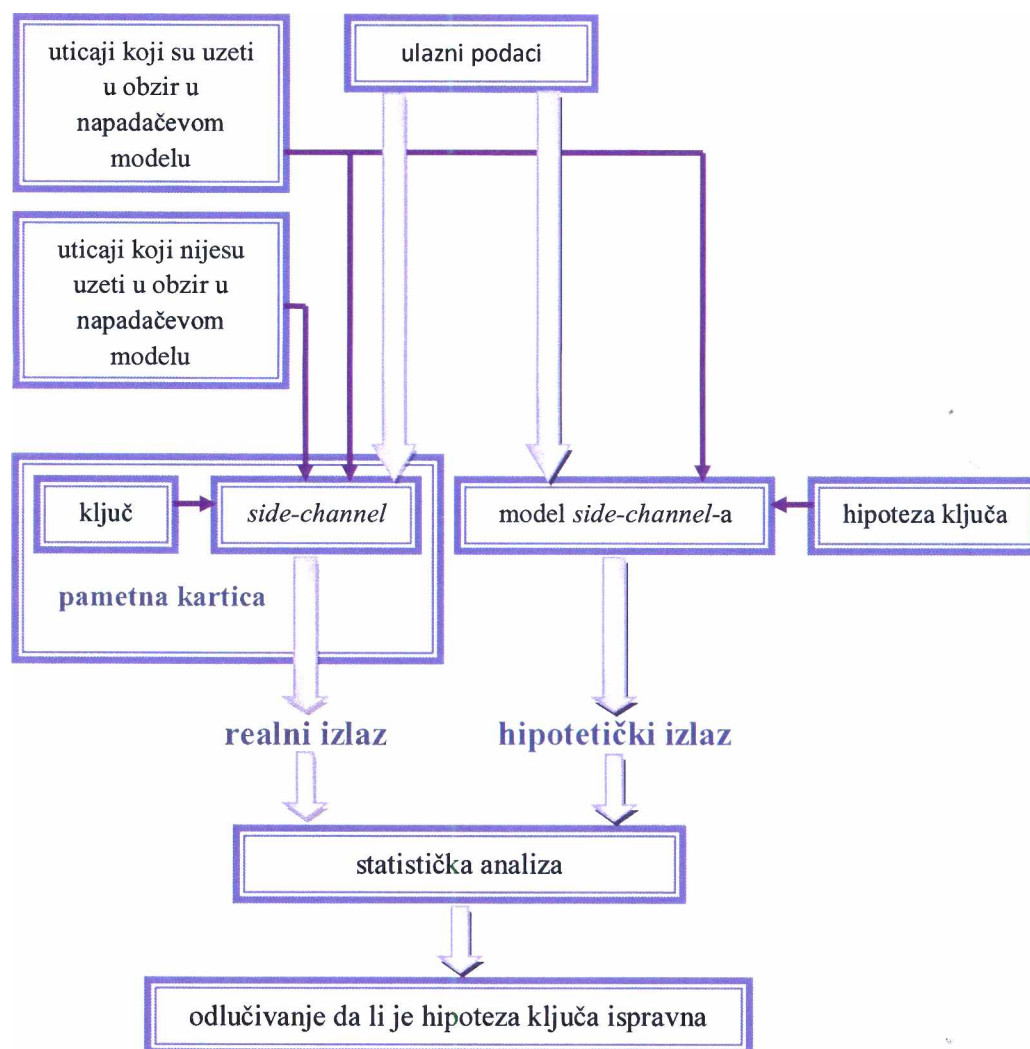 uticaji koji su uzeti
u obzir u
napadačevom
modelu
ulazni podaci
uticaji koji nijesu
uzeti u obzir u
napadačevom
modelu
ključ
side-channel
model side-channel-a
hipoteza ključa
pametna kartica
realni izlaz
hipotetički izlaz
statistička analiza
odlučivanje da li je hipoteza ključa ispravna